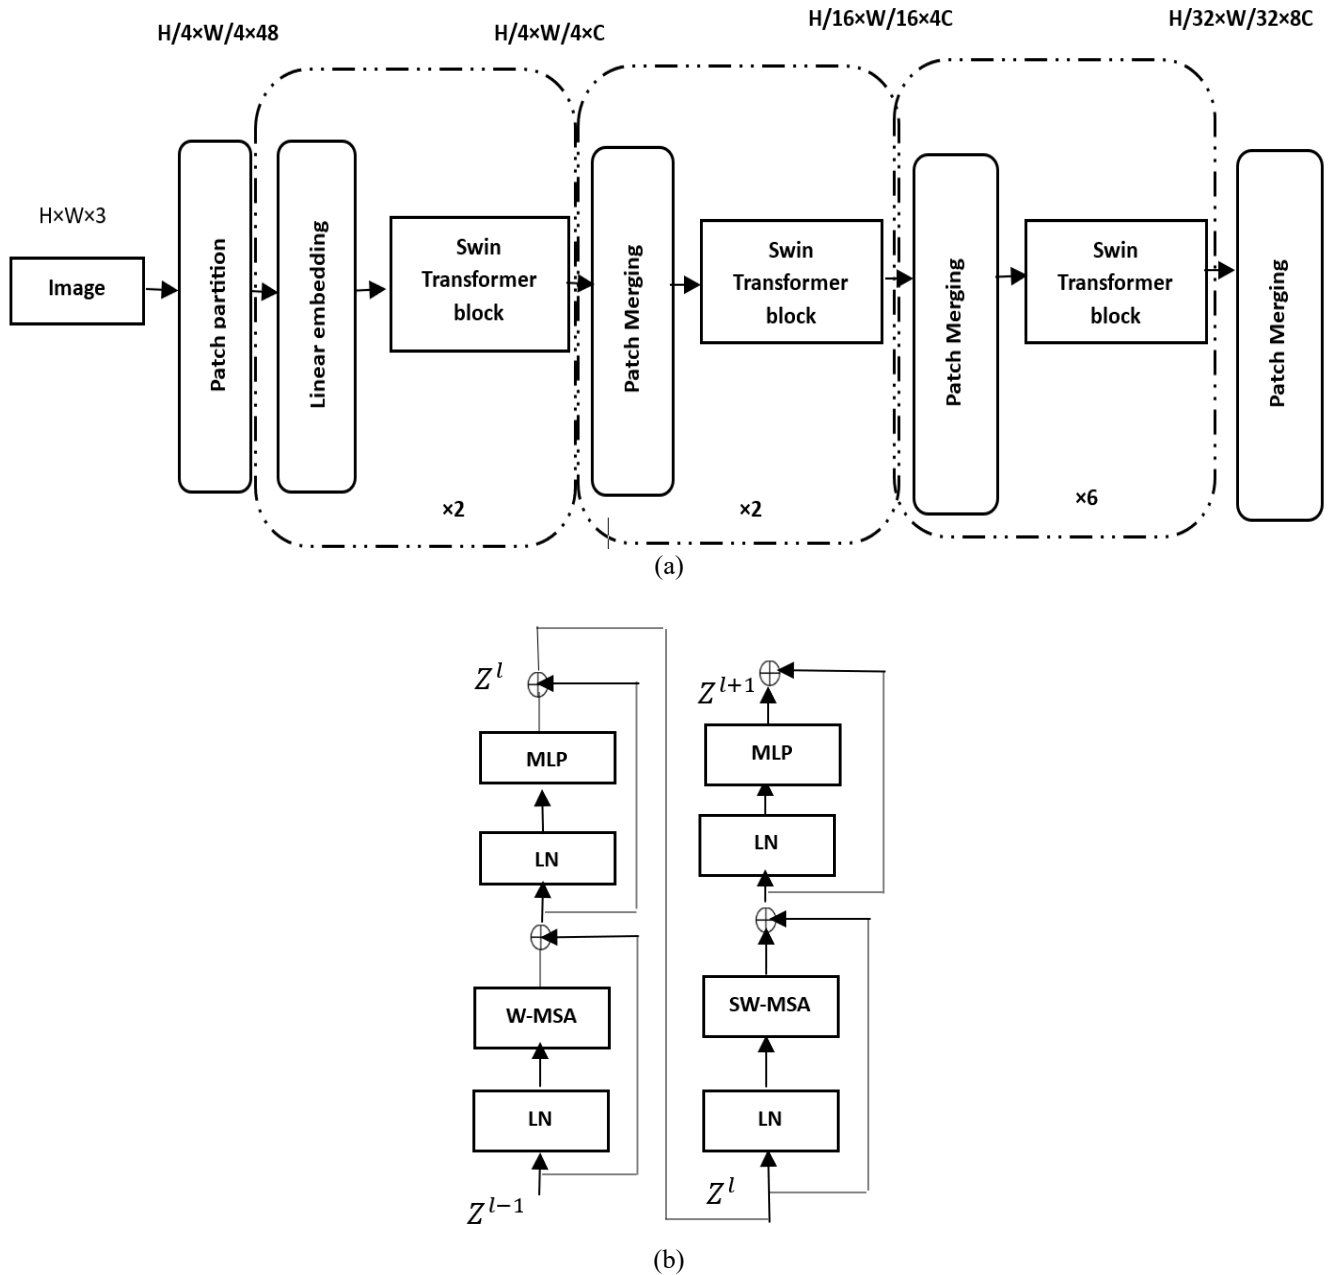 H/4×W/4×48
H/4×W/4×C
H/16×W/16×4C
H/32×W/32×8C
H×W×3
Image
Patch partition
Linear embedding
Swin
Transformer
block
×2
Patch Merging
Swin
Transformer
block
×2
Patch Merging
Swin
Transformer
block
×6
Patch Merging
(a)
Z^l
MLP
LN
W-MSA
LN
Z^{l-1}
Z^{l+1}
MLP
LN
SW-MSA
LN
Z^l
(b)